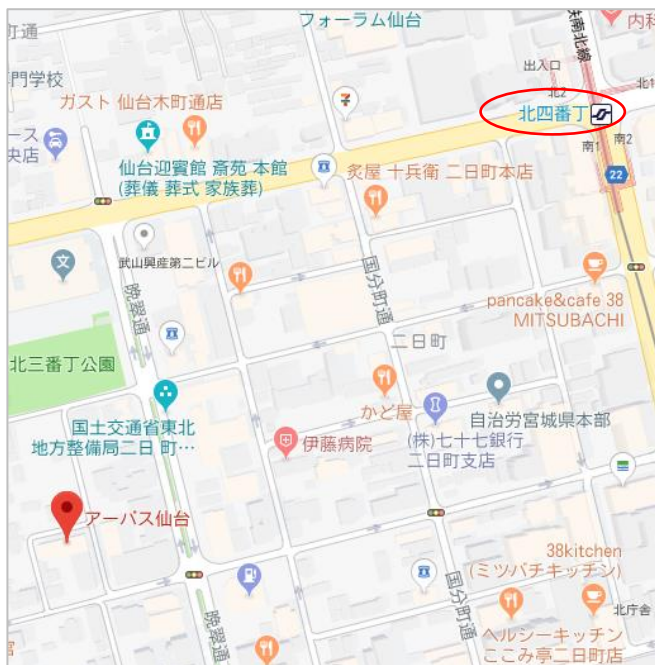 フォーラム仙台
内科
町通
鉄南北線
出入口
北2
門学校
ガスト 仙台木町通店
北四番丁
南1
南2
22
ース
央店
仙台迎賓館 斎苑 本館
(葬儀 葬式 家族葬)
炙屋 十兵衛 二日町本店
文
武山興産第二ビル
晩翠通
国分町通
pancake&cafe 38
MITSUBACHI
二日町
北三番丁公園
国土交通省東北
地方整備局二日 町…
かど屋
伊藤病院
(株)七十七銀行
二日町支店
自治労宮城県本部
アーバス仙台
38kitchen
(ミツバチキッチン)
晩翠通
国分町通
北庁舎
ヘルシーキッチン
ここみ亭二日町店